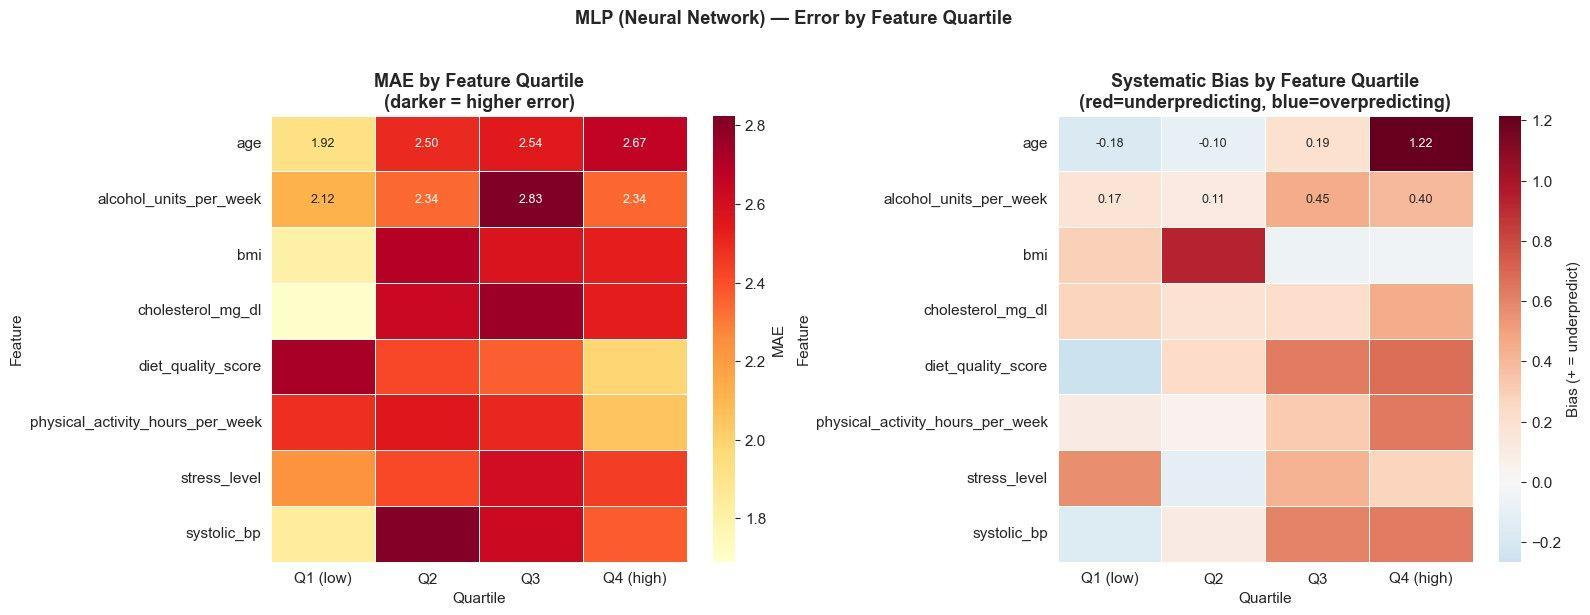 MLP (Neural Network) — Error by Feature Quartile
MAE by Feature Quartile
(darker = higher error)
Feature
age
alcohol_units_per_week
bmi
cholesterol_mg_dl
diet_quality_score
physical_activity_hours_per_week
stress_level
systolic_bp
1.92 2.50 2.54 2.67
2.12 2.34 2.83 2.34
Q1 (low) Q2 Q3 Q4 (high)
Quartile
2.8
2.6
2.4
2.2
2.0
1.8
MAE
Systematic Bias by Feature Quartile
(red=underpredicting, blue=overpredicting)
Feature
age
alcohol_units_per_week
bmi
cholesterol_mg_dl
diet_quality_score
physical_activity_hours_per_week
stress_level
systolic_bp
-0.18 -0.10 0.19 1.22
0.17 0.11 0.45 0.40
Q1 (low) Q2 Q3 Q4 (high)
Quartile
1.2
1.0
0.8
0.6
0.4
0.2
0.0
−0.2
Bias (+ = underpredict)